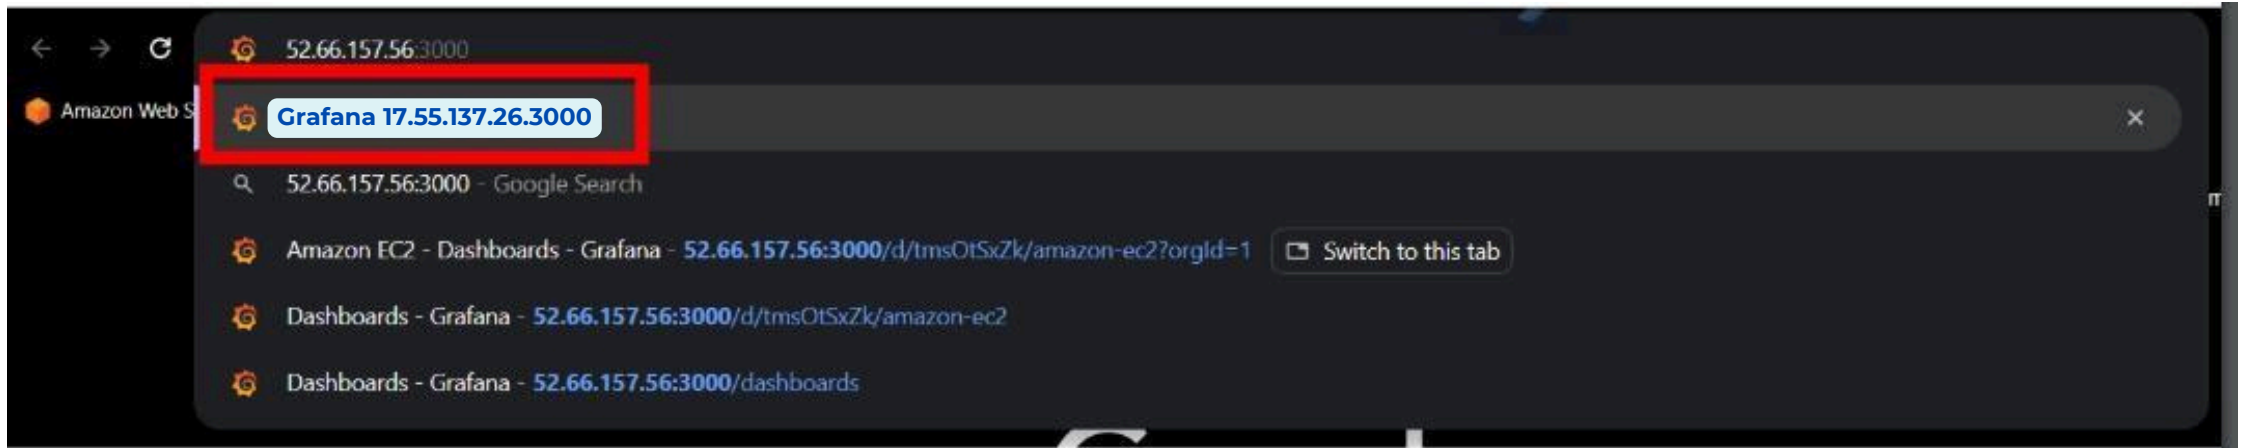 52.66.157.56:3000
Amazon Web S
Grafana 17.55.137.26.3000
52.66.157.56:3000 - Google Search
Amazon EC2 - Dashboards - Grafana - 52.66.157.56:3000/d/tmsOtSxZk/amazon-ec2?orgId=1 Switch to this tab
Dashboards - Grafana - 52.66.157.56:3000/d/tmsOtSxZk/amazon-ec2
Dashboards - Grafana - 52.66.157.56:3000/dashboards